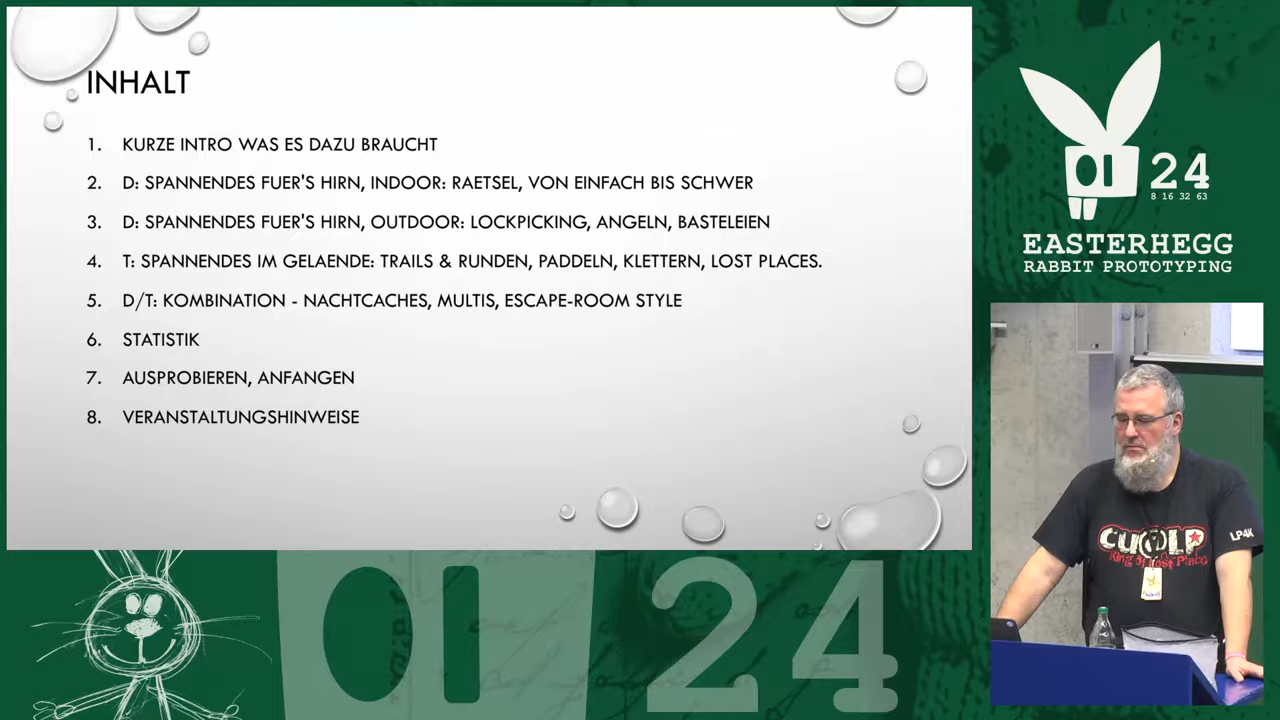 INHALT
1. KURZE INTRO WAS ES DAZU BRAUCHT
2. D: SPANNENDES FUER'S HIRN, INDOOR: RAETSEL, VON EINFACH BIS SCHWER
3. D: SPANNENDES FUER'S HIRN, OUTDOOR: LOCKPICKING, ANGELN, BASTELEIEN
4. T: SPANNENDES IM GELAENDE: TRAILS & RUNDEN, PADDELN, KLETTERN, LOST PLACES.
5. D/T: KOMBINATION - NACHTCACHES, MULTIS, ESCAPE-ROOM STYLE
6. STATISTIK
7. AUSPROBIEREN, ANFANGEN
8. VERANSTALTUNGSHINWEISE
24
8 16 32 63
EASTERHEGG
RABBIT PROTOTYPING
LP4K
King of Lost Place
24